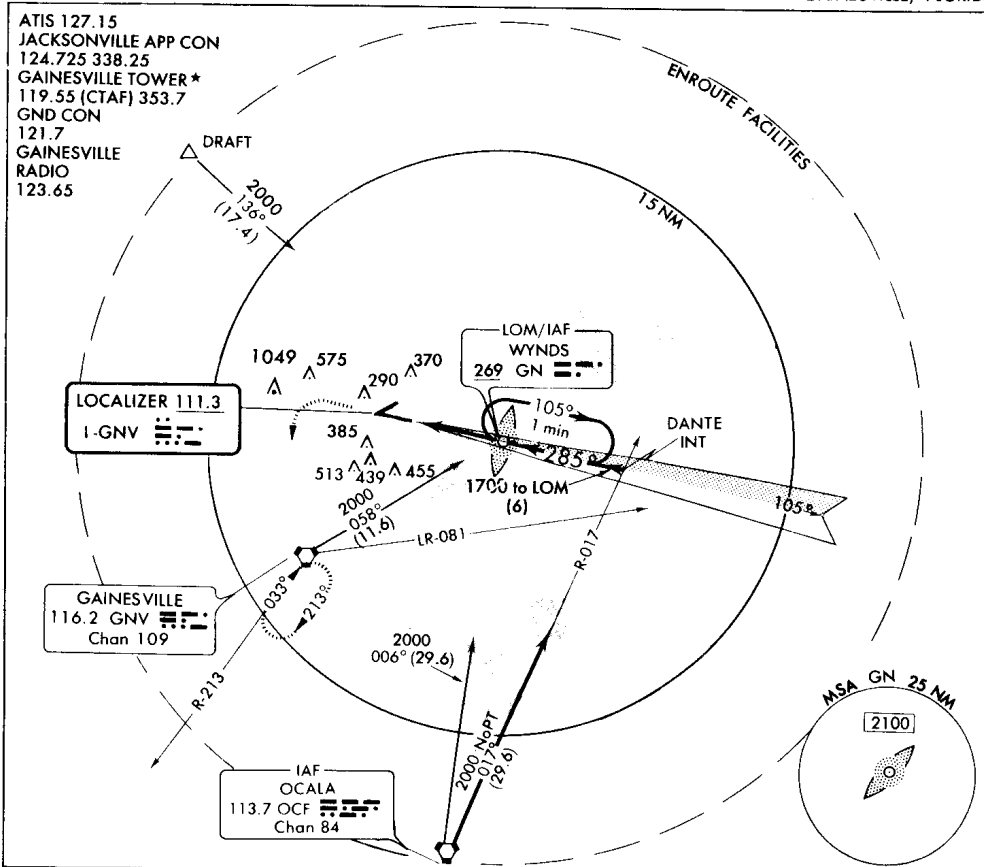 ATIS 127.15
JACKSONVILLE APP CON
124.725 338.25
GAINESVILLE TOWER★
119.55 (CTAF) 353.7
GND CON
121.7
GAINESVILLE
RADIO
123.65
DRAFT
2000
136°
(17.4)
ENROUTE FACILITIES
15 NM
LOM/IAF
WYNDS
269 GN
1049
575
370
290
LOCALIZER 111.3
I-GNV
385
513
439
455
105°
1 min
285°
DANTE
INT
1700 to LOM
(6)
105°
2000
058°
(11.6)
LR-081
R-017
GAINESVILLE
116.2 GNV
Chan 109
033°
213°
R-213
2000
006° (29.6)
2000 NoPT
017°
(29.6)
IAF
OCALA
113.7 OCF
Chan 84
MSA GN 25 NM
2100